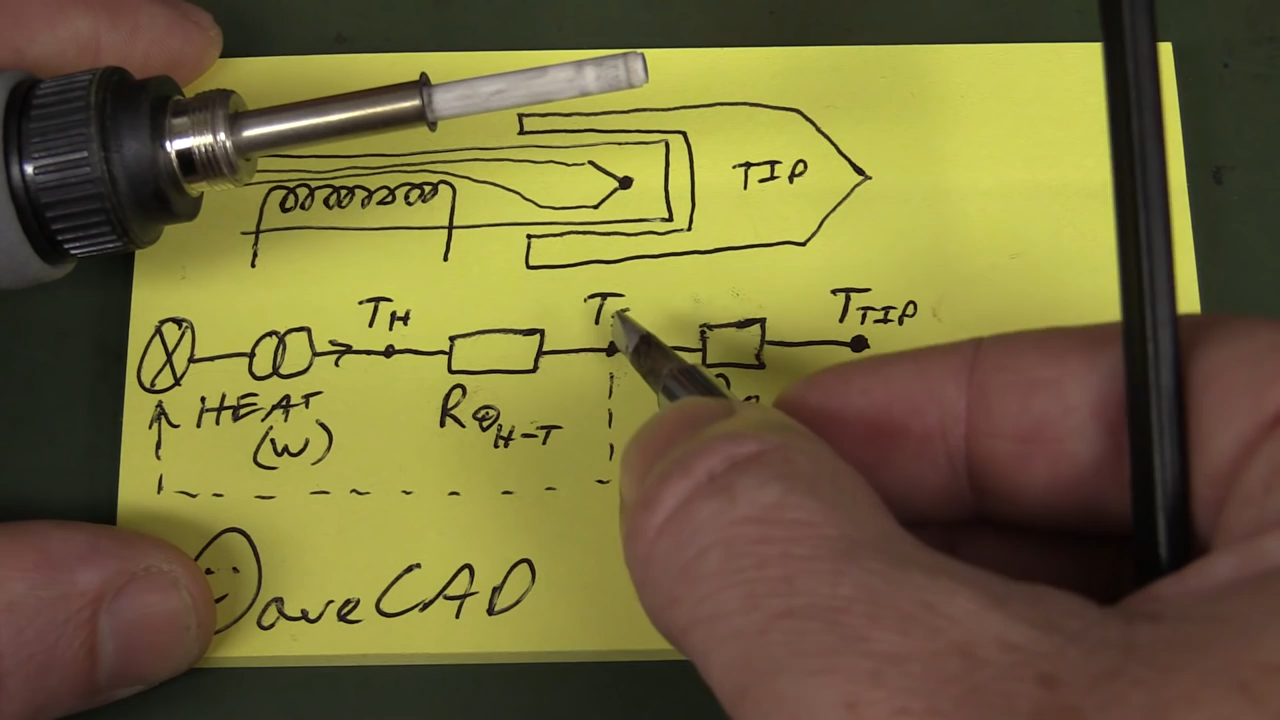 TIP
TH
TTIP
HEAT
(W)
RΘH-T
DaveCAD